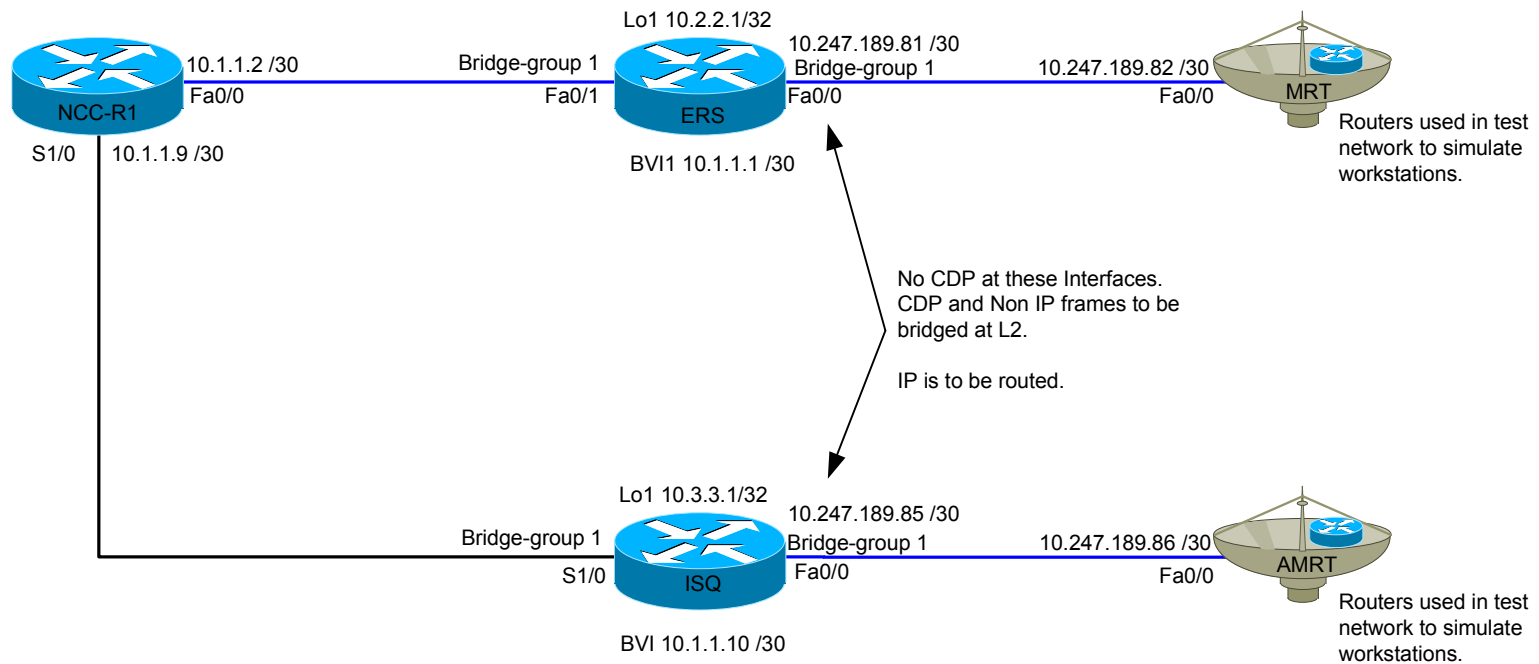 Lo1 10.2.2.1/32
10.1.1.2 /30
Fa0/0
NCC-R1
S1/0
10.1.1.9 /30
Bridge-group 1
Fa0/1
ERS
BVI1 10.1.1.1 /30
10.247.189.81 /30
Bridge-group 1
Fa0/0
10.247.189.82 /30
Fa0/0
MRT
Routers used in test
network to simulate
workstations.
No CDP at these Interfaces.
CDP and Non IP frames to be
bridged at L2.
IP is to be routed.
Lo1 10.3.3.1/32
Bridge-group 1
S1/0
ISQ
BVI 10.1.1.10 /30
10.247.189.85 /30
Bridge-group 1
Fa0/0
10.247.189.86 /30
Fa0/0
AMRT
Routers used in test
network to simulate
workstations.